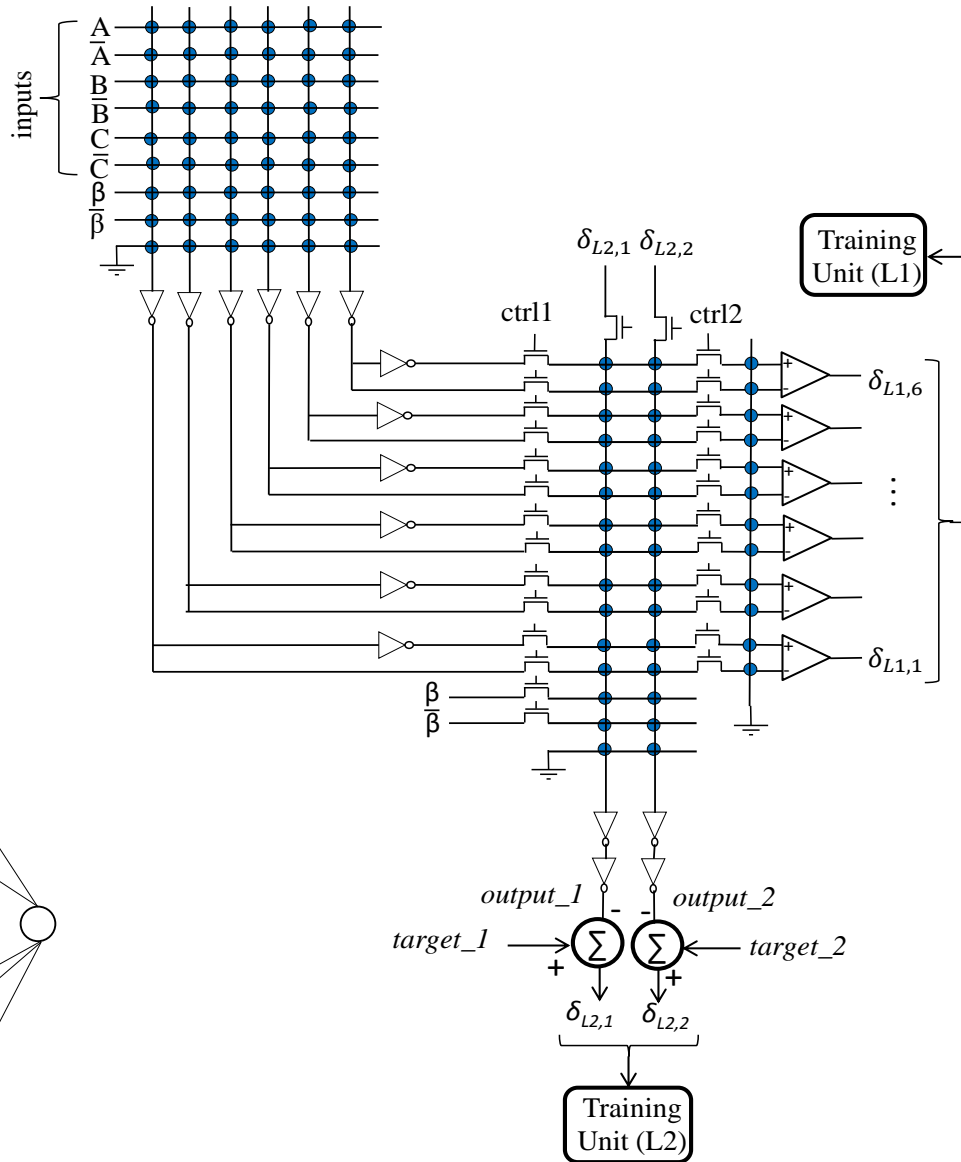 inputs
A
A̅
B
B̅
C
C̅
β
β̅
δL2,1 δL2,2
Training
Unit (L1)
ctrl1
ctrl2
+
-
δL1,6
+
-
+
-
⋮
+
-
+
-
+
-
δL1,1
β
β̅
output_1 - - output_2
target_1 + Σ Σ + target_2
δL2,1 δL2,2
Training
Unit (L2)